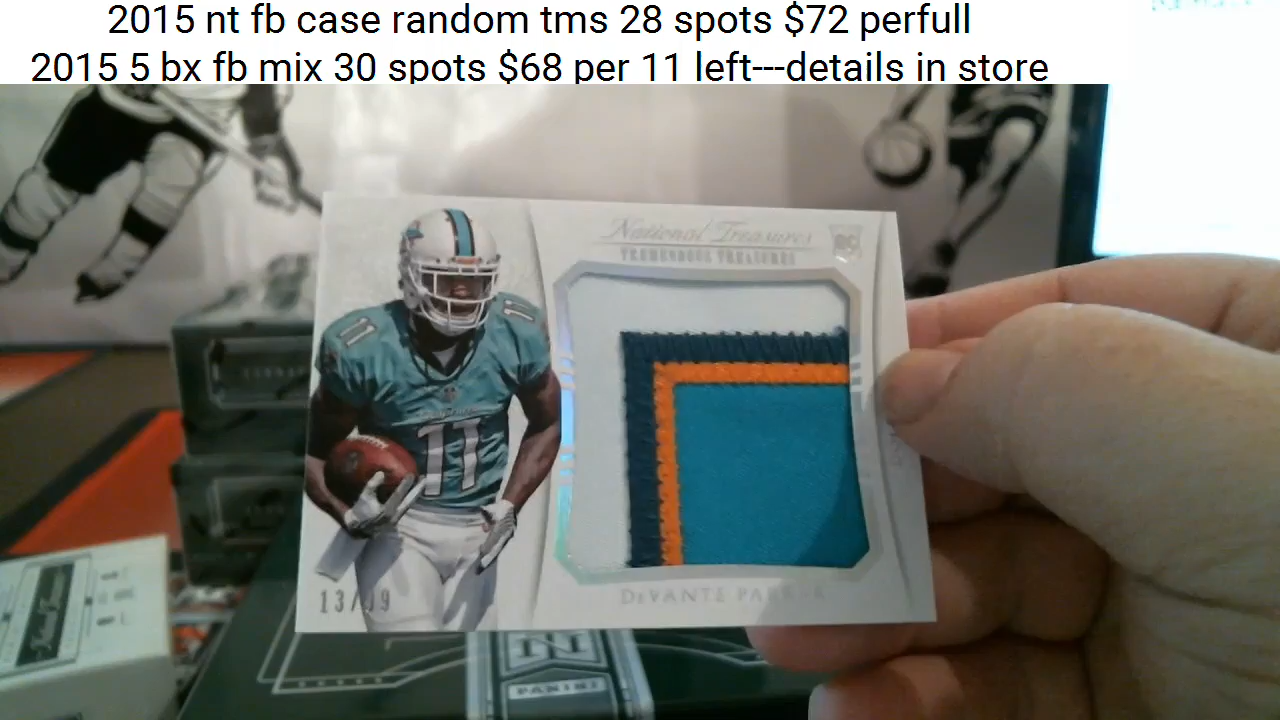 2015 nt fb case random tms 28 spots $72 perfull
2015 5 bx fb mix 30 spots $68 per 11 left---details in store
National Treasures
TREMENDOUS TREASURES
RC
11
11
11
13/99
DEVANTE PARKER
N
PANINI